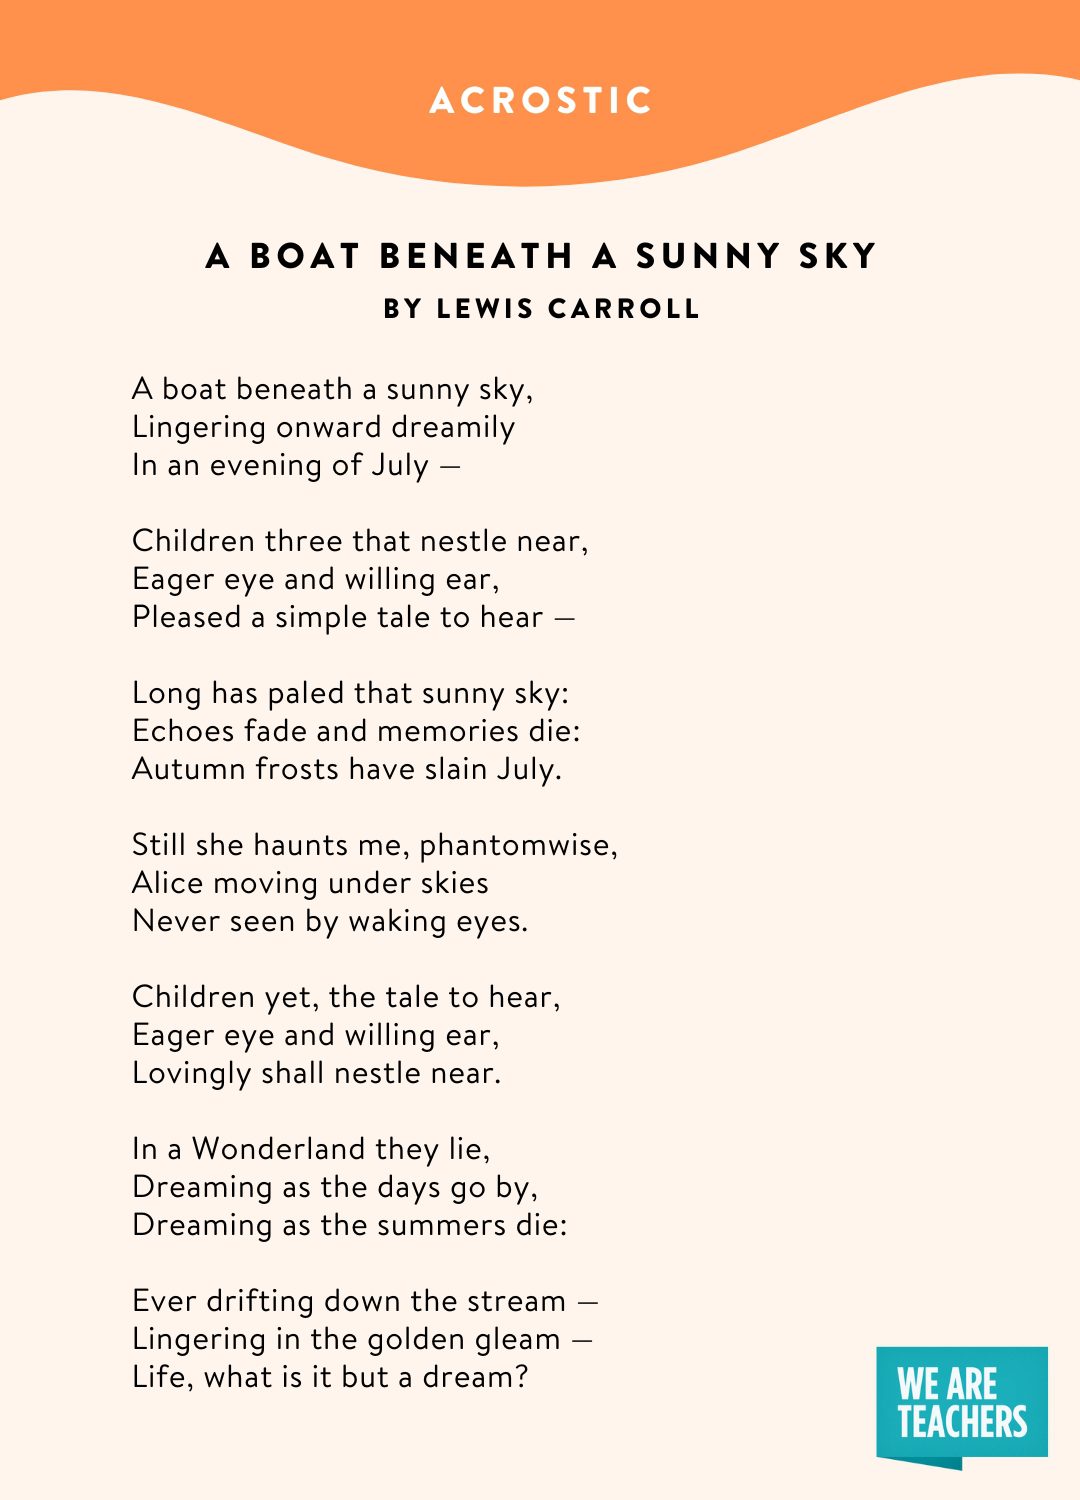 ACROSTIC
A BOAT BENEATH A SUNNY SKY
BY LEWIS CARROLL
A boat beneath a sunny sky,
Lingering onward dreamily
In an evening of July —
Children three that nestle near,
Eager eye and willing ear,
Pleased a simple tale to hear —
Long has paled that sunny sky:
Echoes fade and memories die:
Autumn frosts have slain July.
Still she haunts me, phantomwise,
Alice moving under skies
Never seen by waking eyes.
Children yet, the tale to hear,
Eager eye and willing ear,
Lovingly shall nestle near.
In a Wonderland they lie,
Dreaming as the days go by,
Dreaming as the summers die:
Ever drifting down the stream —
Lingering in the golden gleam —
Life, what is it but a dream?
WE ARE
TEACHERS